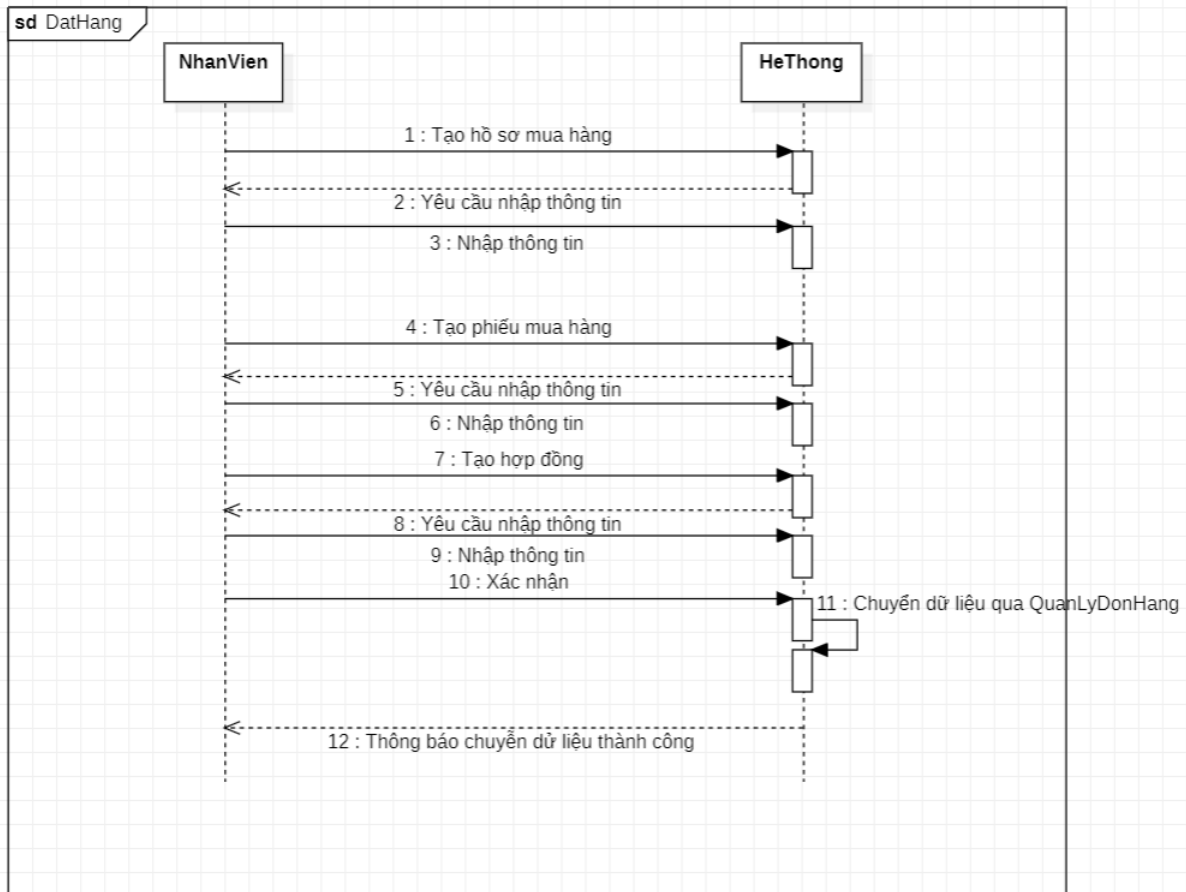 sd DatHang
NhanVien
HeThong
1 : Tạo hồ sơ mua hàng
2 : Yêu cầu nhập thông tin
3 : Nhập thông tin
4 : Tạo phiếu mua hàng
5 : Yêu cầu nhập thông tin
6 : Nhập thông tin
7 : Tạo hợp đồng
8 : Yêu cầu nhập thông tin
9 : Nhập thông tin
10 : Xác nhận
11 : Chuyển dữ liệu qua QuanLyDonHang
12 : Thông báo chuyễn dử liệu thành công